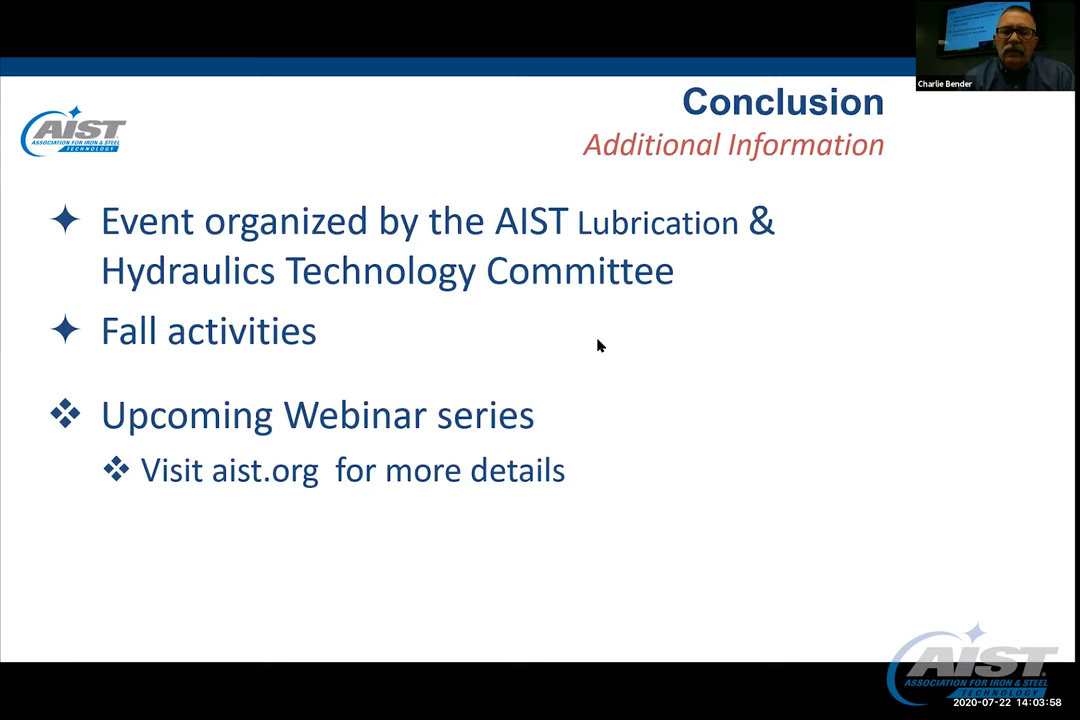 Charlie Bender
Conclusion
Additional Information
AIST
ASSOCIATION FOR IRON & STEEL
TECHNOLOGY
✦ Event organized by the AIST Lubrication &
Hydraulics Technology Committee
✦ Fall activities
❖ Upcoming Webinar series
❖ Visit aist.org for more details
AIST
ASSOCIATION FOR IRON & STEEL
TECHNOLOGY
2020-07-22 14:03:58